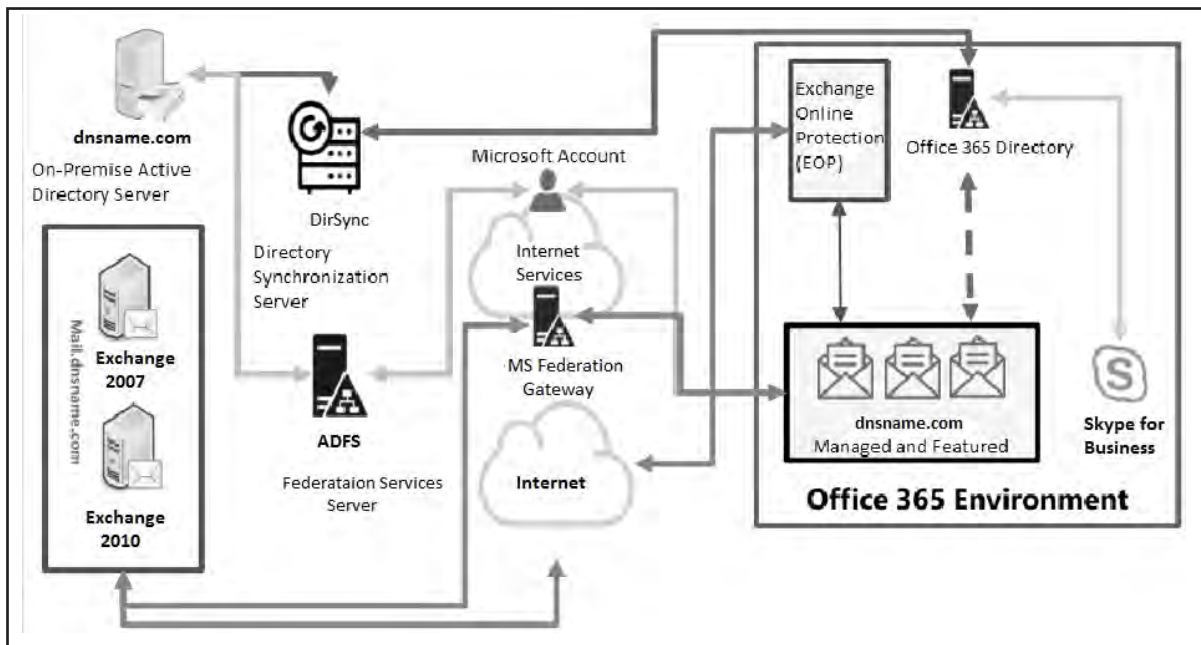 dnsname.com
On-Premise Active
Directory Server
DirSync
Directory
Synchronization
Server
Microsoft Account
Internet
Services
MS Federation
Gateway
Exchange
Online
Protection
(EOP)
Office 365 Directory
Mail.dnsname.com
Exchange
2007
Exchange
2010
ADFS
Federataion Services
Server
Internet
dnsname.com
Managed and Featured
S
Skype for
Business
Office 365 Environment